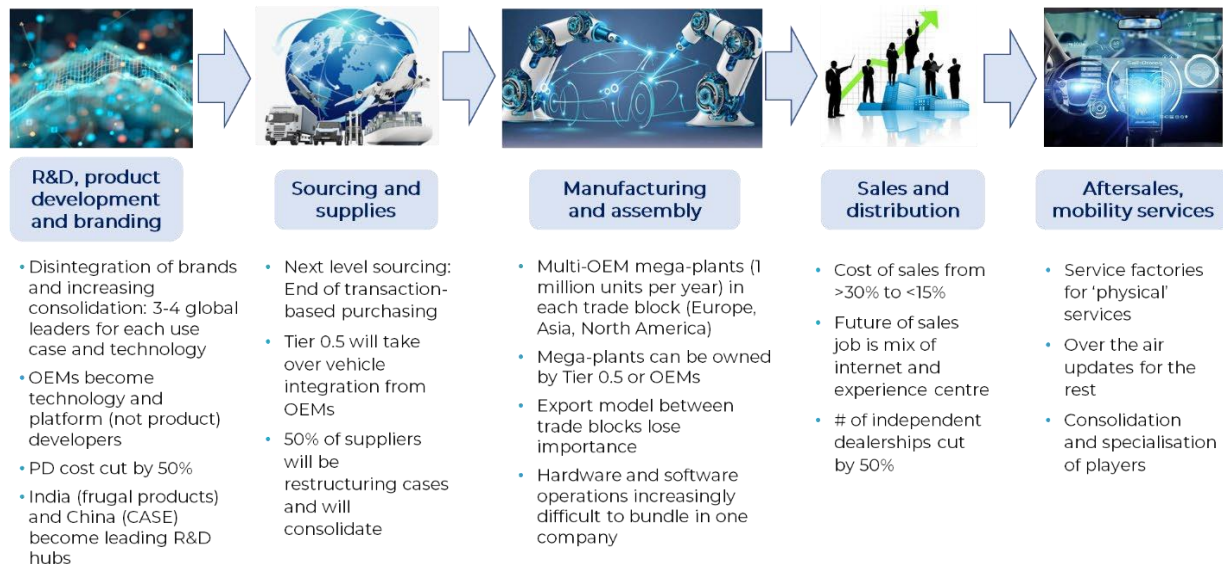 R&D, product
development
and branding
• Disintegration of brands
and increasing
consolidation: 3-4 global
leaders for each use
case and technology
• OEMs become
technology and
platform (not product)
developers
• PD cost cut by 50%
• India (frugal products)
and China (CASE)
become leading R&D
hubs
Sourcing and
supplies
• Next level sourcing:
End of transaction-
based purchasing
• Tier 0.5 will take
over vehicle
integration from
OEMs
• 50% of suppliers
will be
restructuring cases
and will
consolidate
Manufacturing
and assembly
• Multi-OEM mega-plants (1
million units per year) in
each trade block (Europe,
Asia, North America)
• Mega-plants can be owned
by Tier 0.5 or OEMs
• Export model between
trade blocks lose
importance
• Hardware and software
operations increasingly
difficult to bundle in one
company
Sales and
distribution
• Cost of sales from
>30% to <15%
• Future of sales
job is mix of
internet and
experience centre
• # of independent
dealerships cut
by 50%
Aftersales,
mobility services
• Service factories
for ‘physical’
services
• Over the air
updates for the
rest
• Consolidation
and specialisation
of players